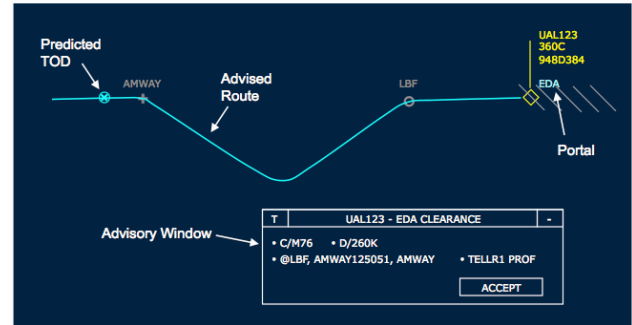 Predicted
TOD
AMWAY
Advised
Route
LBF
UAL123
360C
948D384
EDA
Portal
Advisory Window
T UAL123 - EDA CLEARANCE -
• C/M76 • D/260K
• @LBF, AMWAY125051, AMWAY • TELLR1 PROF
ACCEPT